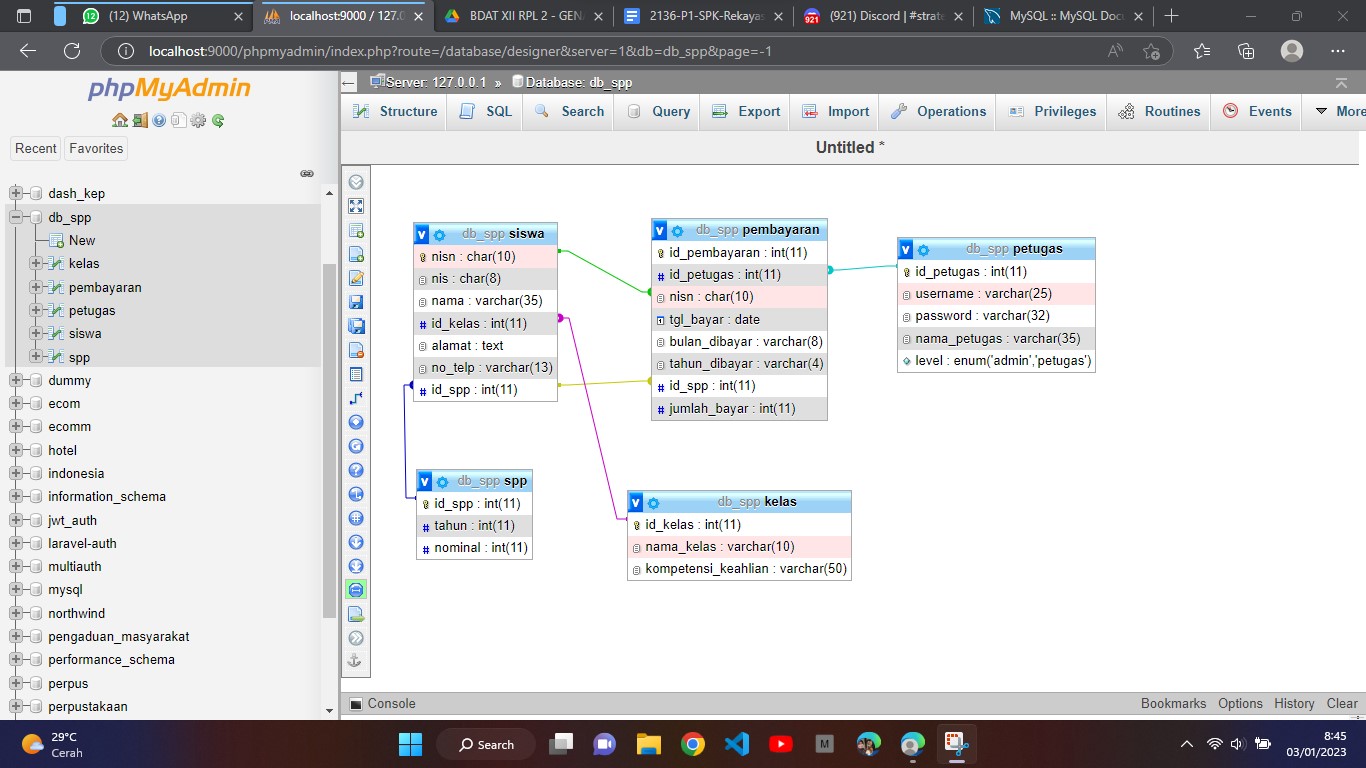 (12) WhatsApp
localhost:9000 / 127.0
BDAT XII RPL 2 - GEN
2136-P1-SPK-Rekayas
(921) Discord | #strate
MySQL :: MySQL Doc
localhost:9000/phpmyadmin/index.php?route=/database/designer&server=1&db=db_spp&page=-1
phpMyAdmin
Recent
Favorites
dash_kep
db_spp
New
kelas
pembayaran
petugas
siswa
spp
dummy
ecom
ecomm
hotel
indonesia
information_schema
jwt_auth
laravel-auth
multiauth
mysql
northwind
pengaduan_masyarakat
performance_schema
perpus
perpustakaan
Server: 127.0.0.1 » Database: db_spp
Structure
SQL
Search
Query
Export
Import
Operations
Privileges
Routines
Events
More
Untitled *
V db_spp siswa
nisn : char(10)
nis : char(8)
nama : varchar(35)
# id_kelas : int(11)
alamat : text
no_telp : varchar(13)
# id_spp : int(11)
V db_spp pembayaran
id_pembayaran : int(11)
# id_petugas : int(11)
nisn : char(10)
tgl_bayar : date
bulan_dibayar : varchar(8)
tahun_dibayar : varchar(4)
# id_spp : int(11)
# jumlah_bayar : int(11)
V db_spp petugas
id_petugas : int(11)
username : varchar(25)
password : varchar(32)
nama_petugas : varchar(35)
level : enum('admin','petugas')
V db_spp spp
id_spp : int(11)
# tahun : int(11)
# nominal : int(11)
V db_spp kelas
id_kelas : int(11)
nama_kelas : varchar(10)
kompetensi_keahlian : varchar(50)
Console
Bookmarks
Options
History
Clear
29°C
Cerah
Search
M
8:45
03/01/2023